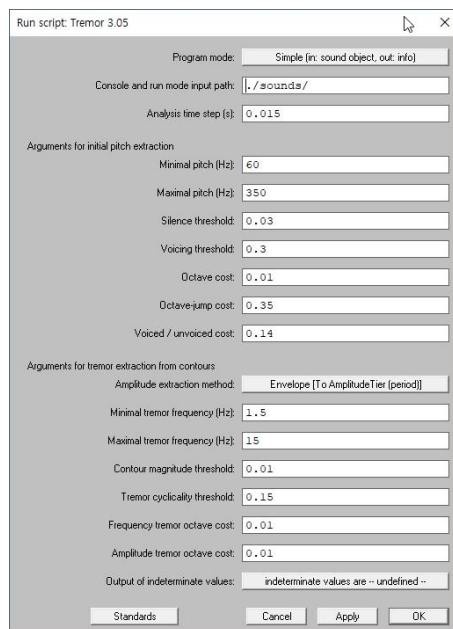 Run script: Tremor 3.05
Program mode: Simple (in: sound object, out: info)
Console and run mode input path: ./sounds/
Analysis time step (s): 0.015
Arguments for initial pitch extraction
Minimal pitch (Hz): 60
Maximal pitch (Hz): 350
Silence threshold: 0.03
Voicing threshold: 0.3
Octave cost: 0.01
Octave-jump cost: 0.35
Voiced / unvoiced cost: 0.14
Arguments for tremor extraction from contours
Amplitude extraction method: Envelope [To AmplitudeTier (period)]
Minimal tremor frequency (Hz): 1.5
Maximal tremor frequency (Hz): 15
Contour magnitude threshold: 0.01
Tremor cyclicality threshold: 0.15
Frequency tremor octave cost: 0.01
Amplitude tremor octave cost: 0.01
Output of indeterminate values: indeterminate values are -- undefined --
Standards Cancel Apply OK